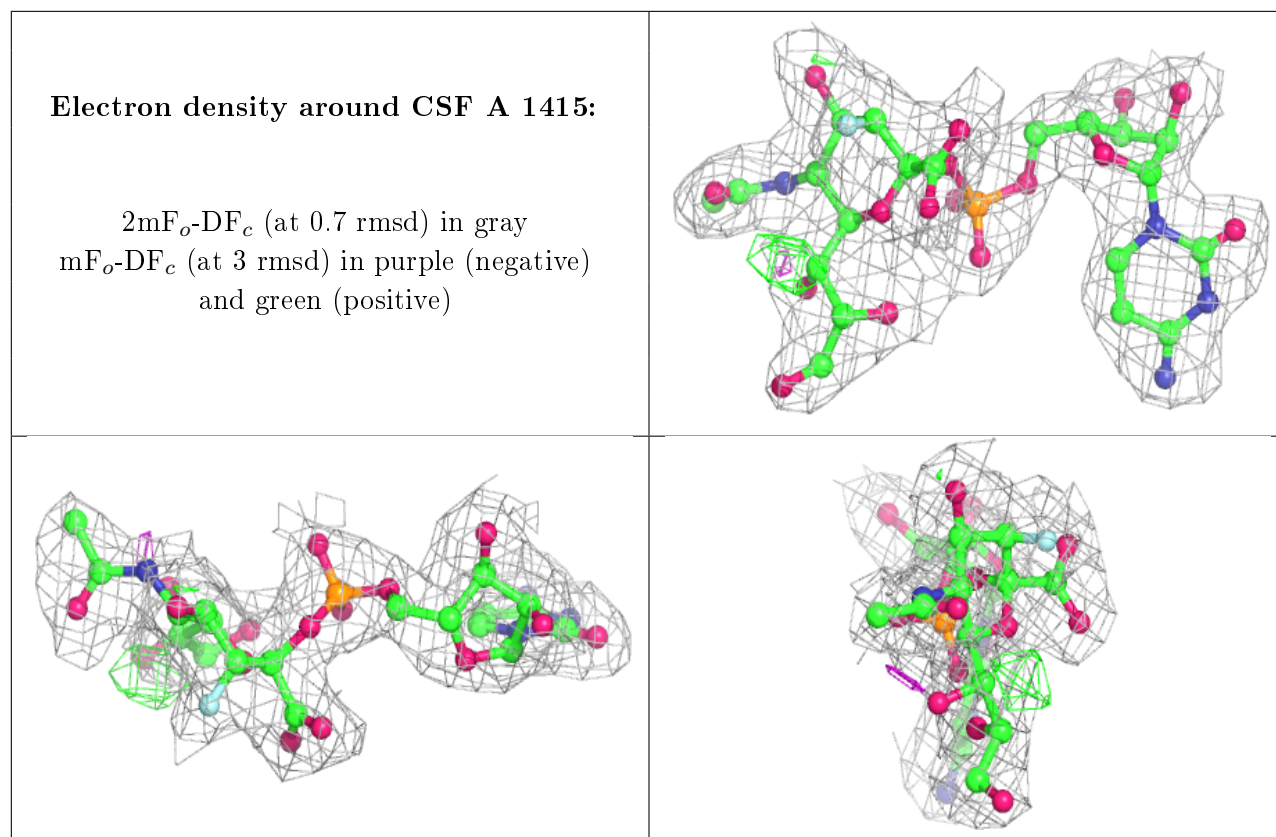 Electron density around CSF A 1415:
2mFo-DFc (at 0.7 rmsd) in gray
mFo-DFc (at 3 rmsd) in purple (negative)
and green (positive)